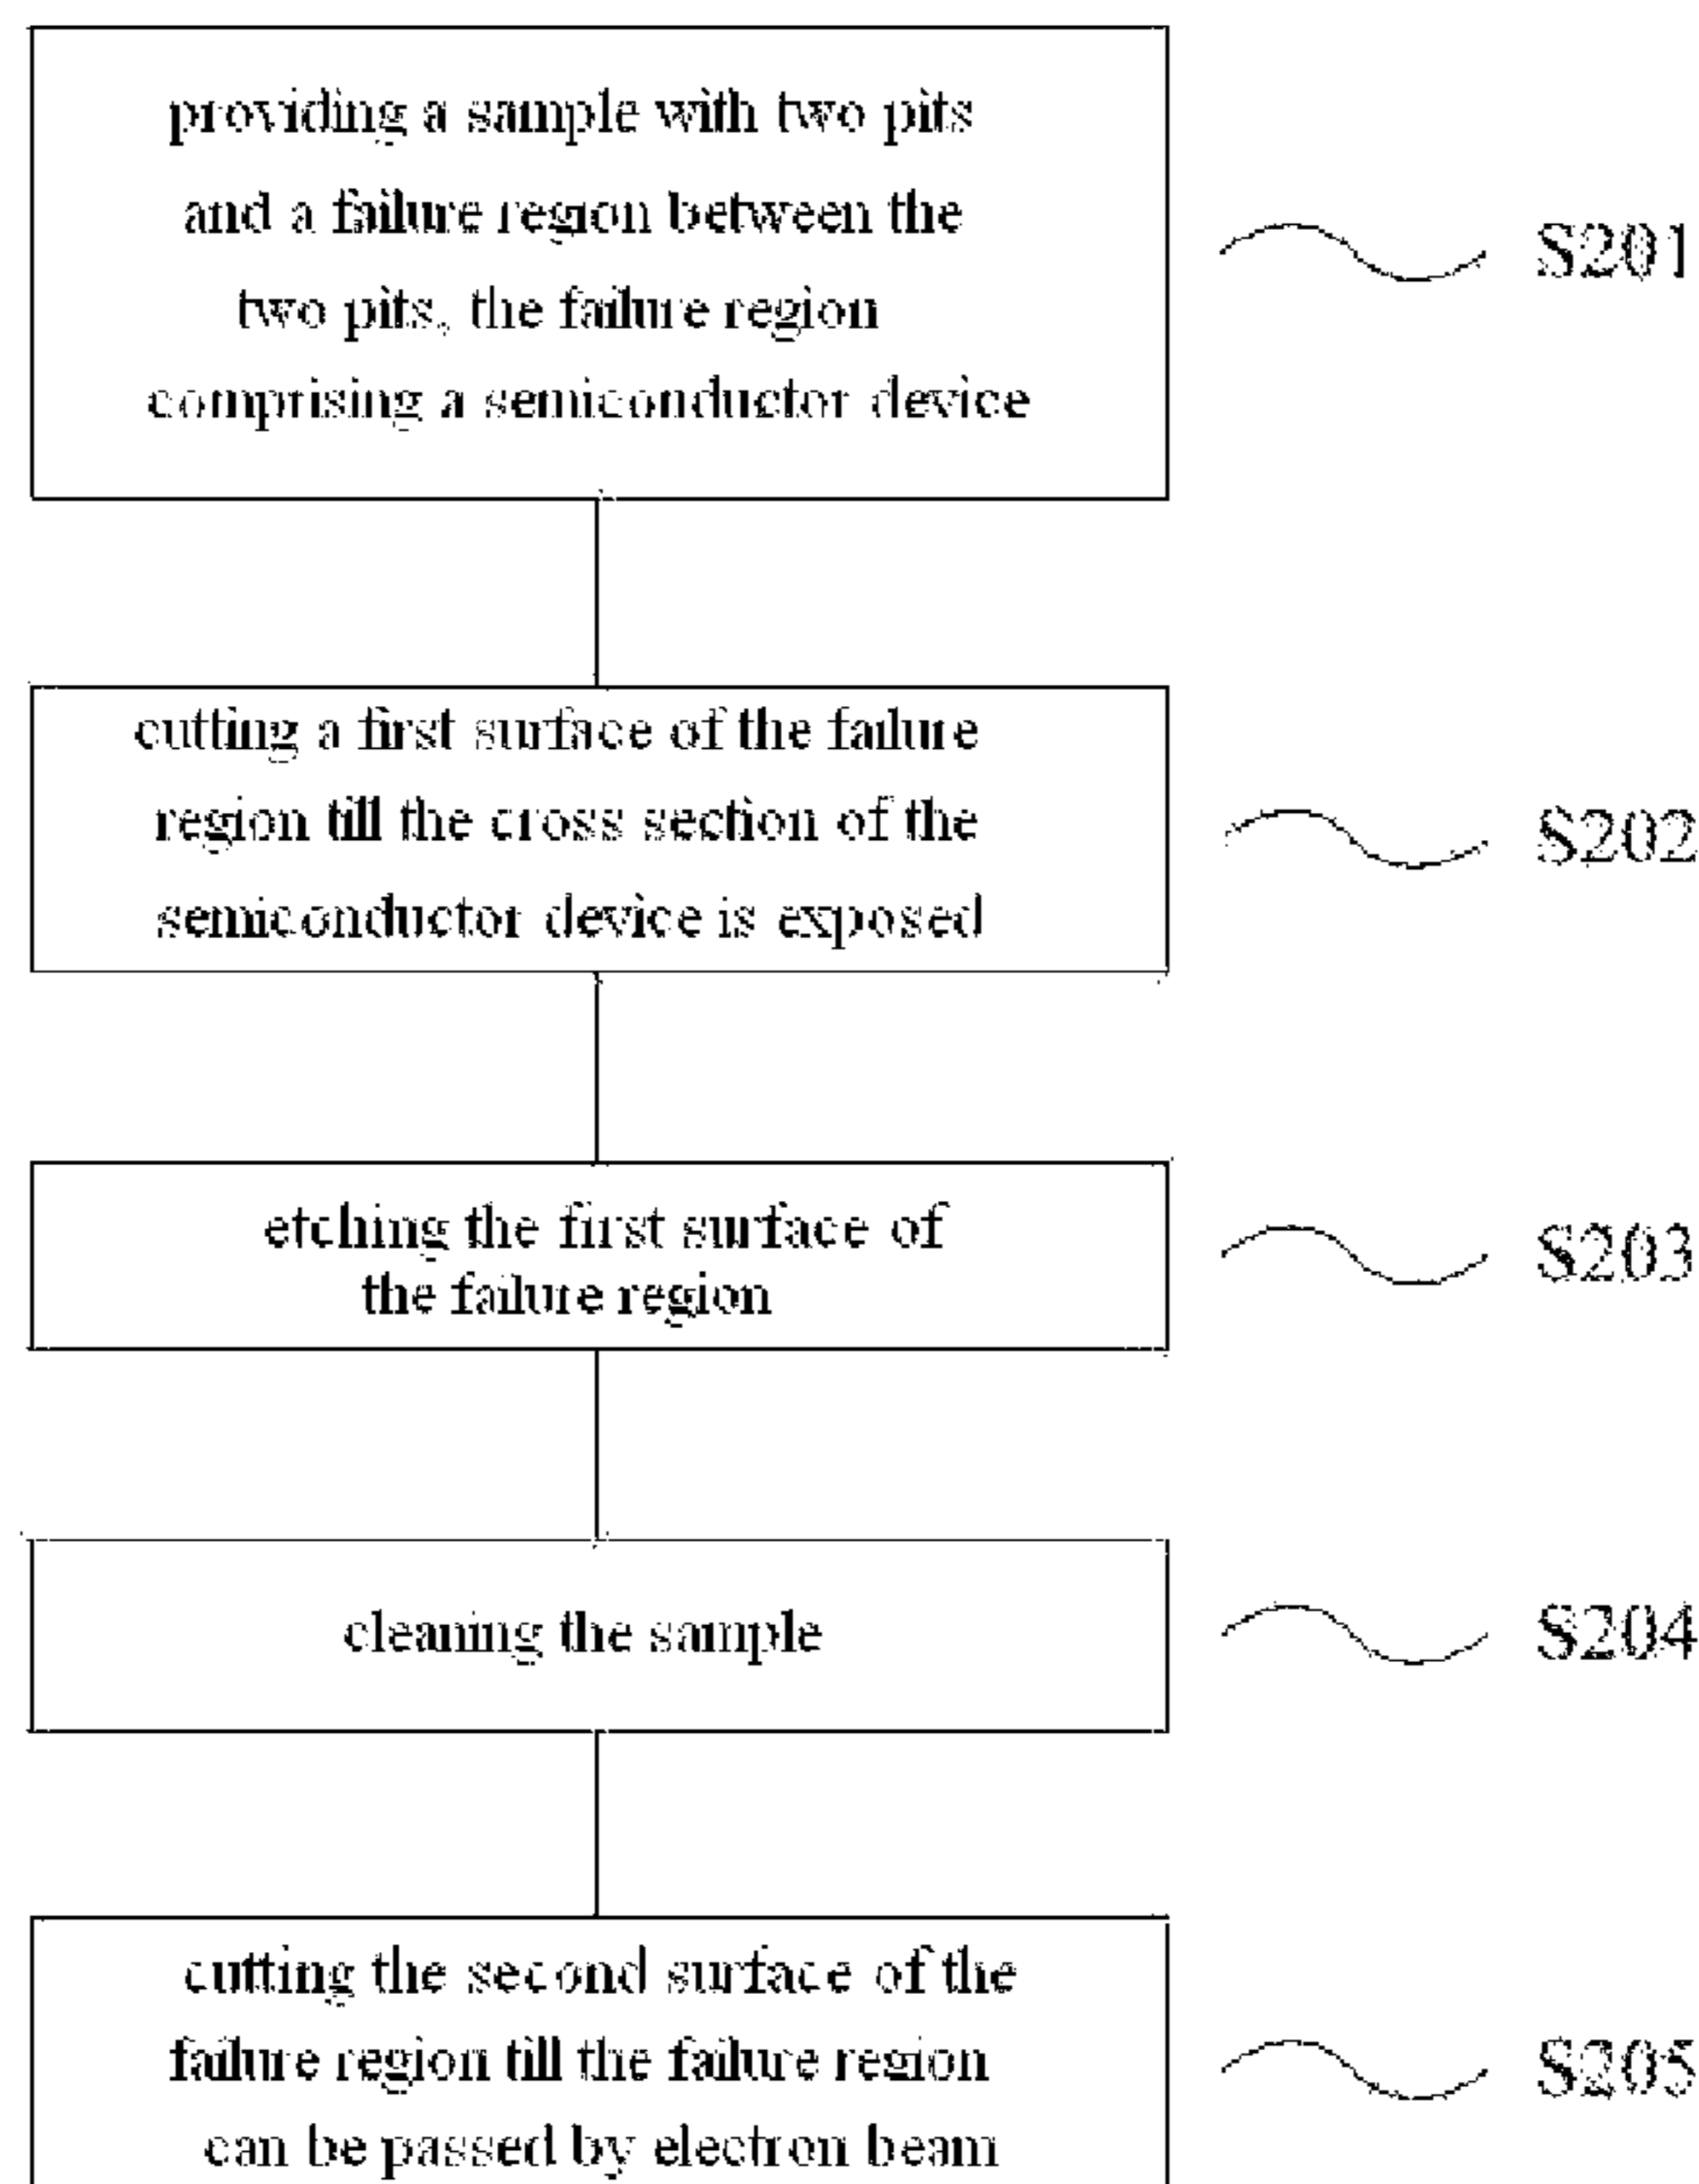 providing a sample with two pits
and a failure region between the
two pits, the failure region
comprising a semiconductor device
S201
cutting a first surface of the failure
region till the cross section of the
semiconductor device is exposed
S202
etching the first surface of
the failure region
S203
cleaning the sample
S204
cutting the second surface of the
failure region till the failure region
can be passed by electron beam
S205